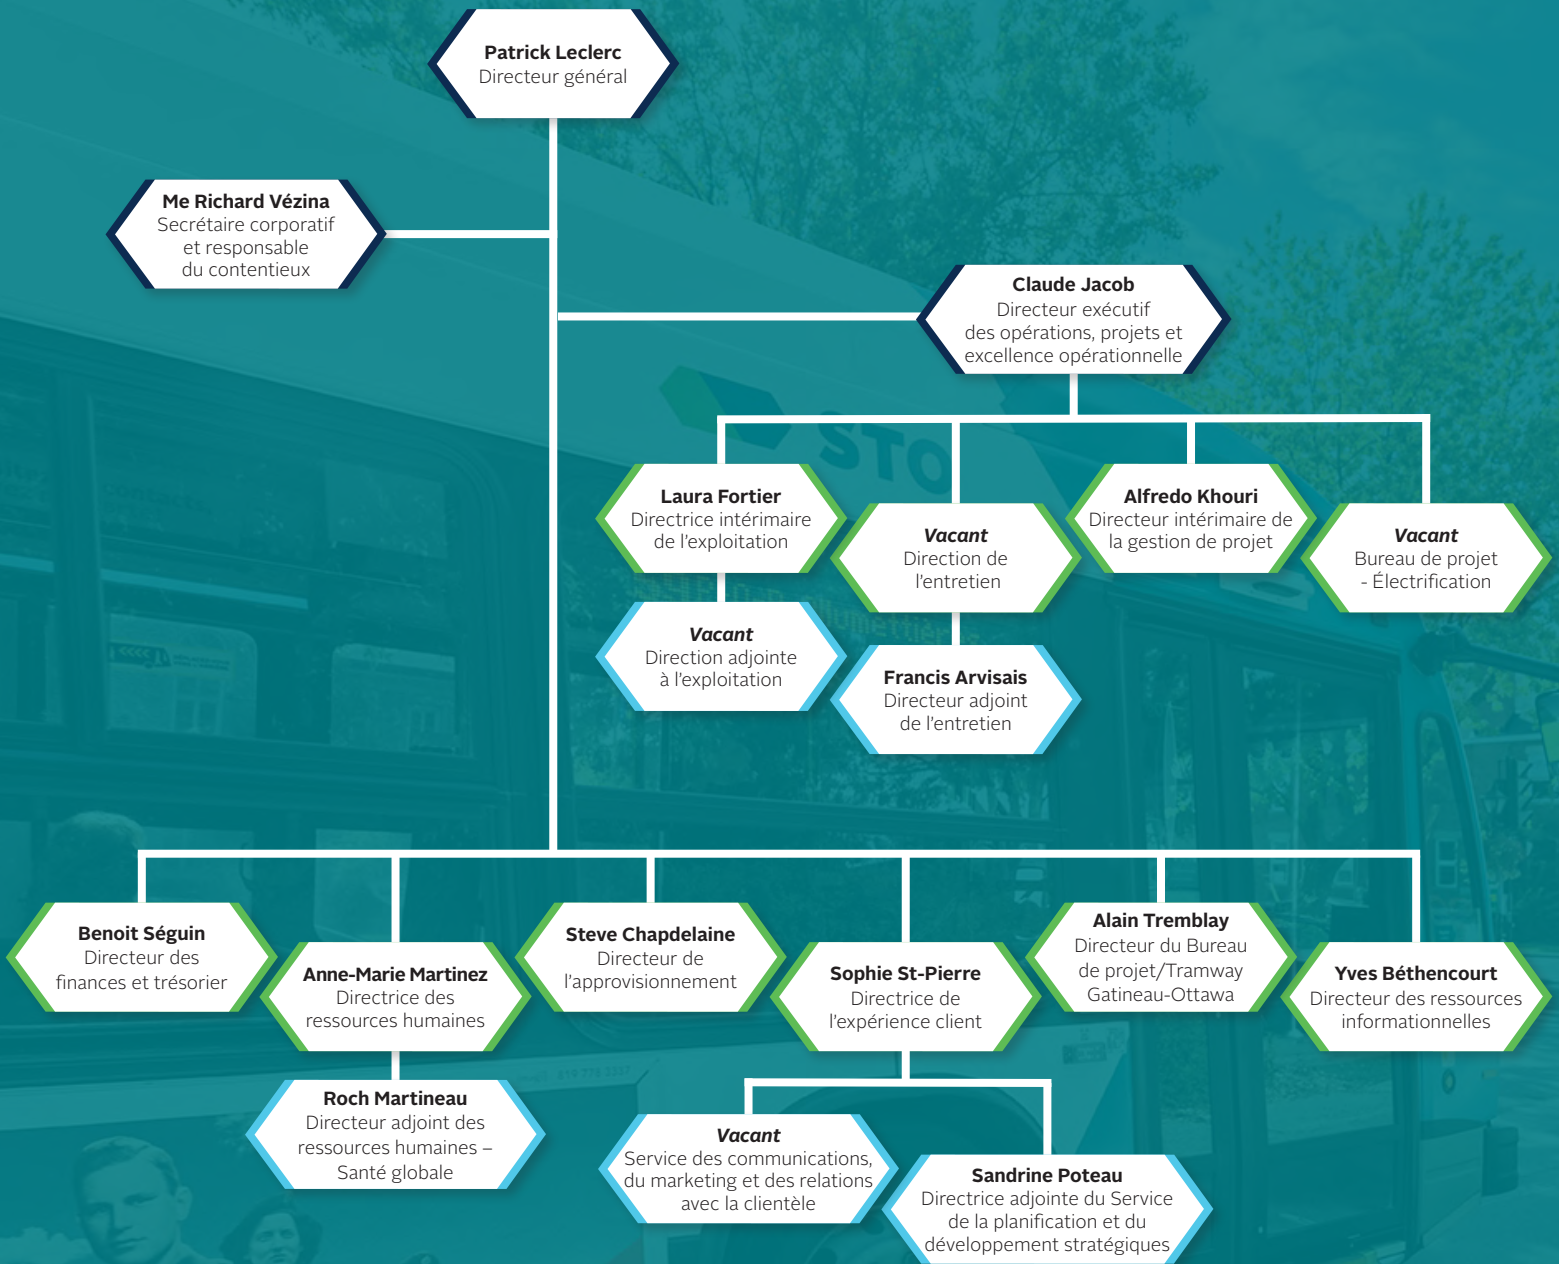 Patrick Leclerc
Directeur général
Me Richard Vézina
Secrétaire corporatif
et responsable
du contentieux
Claude Jacob
Directeur exécutif
des opérations, projets et
excellence opérationnelle
STO
Laura Fortier
Directrice intérimaire
de l'exploitation
Vacant
Direction de
l'entretien
Alfredo Khouri
Directeur intérimaire de
la gestion de projet
Vacant
Bureau de projet
- Électrification
Vacant
Direction adjointe
à l'exploitation
Francis Arvisais
Directeur adjoint
de l'entretien
Benoit Séguin
Directeur des
finances et trésorier
Anne-Marie Martinez
Directrice des
ressources humaines
Steve Chapdelaine
Directeur de
l'approvisionnement
Sophie St-Pierre
Directrice de
l'expérience client
Alain Tremblay
Directeur du Bureau
de projet/Tramway
Gatineau-Ottawa
Yves Béthencourt
Directeur des ressources
informationnelles
Roch Martineau
Directeur adjoint des
ressources humaines –
Santé globale
Vacant
Service des communications,
du marketing et des relations
avec la clientèle
Sandrine Poteau
Directrice adjointe du Service
de la planification et du
développement stratégiques